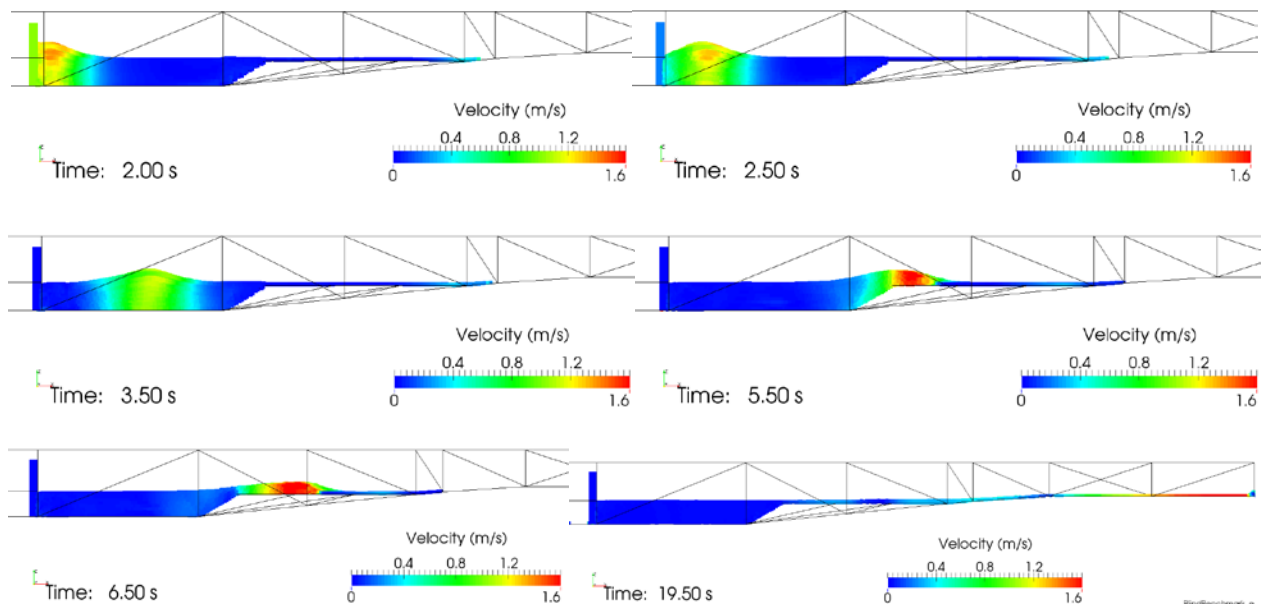 Velocity (m/s)
0.4 0.8 1.2
0 1.6
Time: 2.00 s
Velocity (m/s)
0.4 0.8 1.2
0 1.6
Time: 2.50 s
Velocity (m/s)
0.4 0.8 1.2
0 1.6
Time: 3.50 s
Velocity (m/s)
0.4 0.8 1.2
0 1.6
Time: 5.50 s
Velocity (m/s)
0.4 0.8 1.2
0 1.6
Time: 6.50 s
Velocity (m/s)
0.4 0.8 1.2
0 1.6
Time: 19.50 s